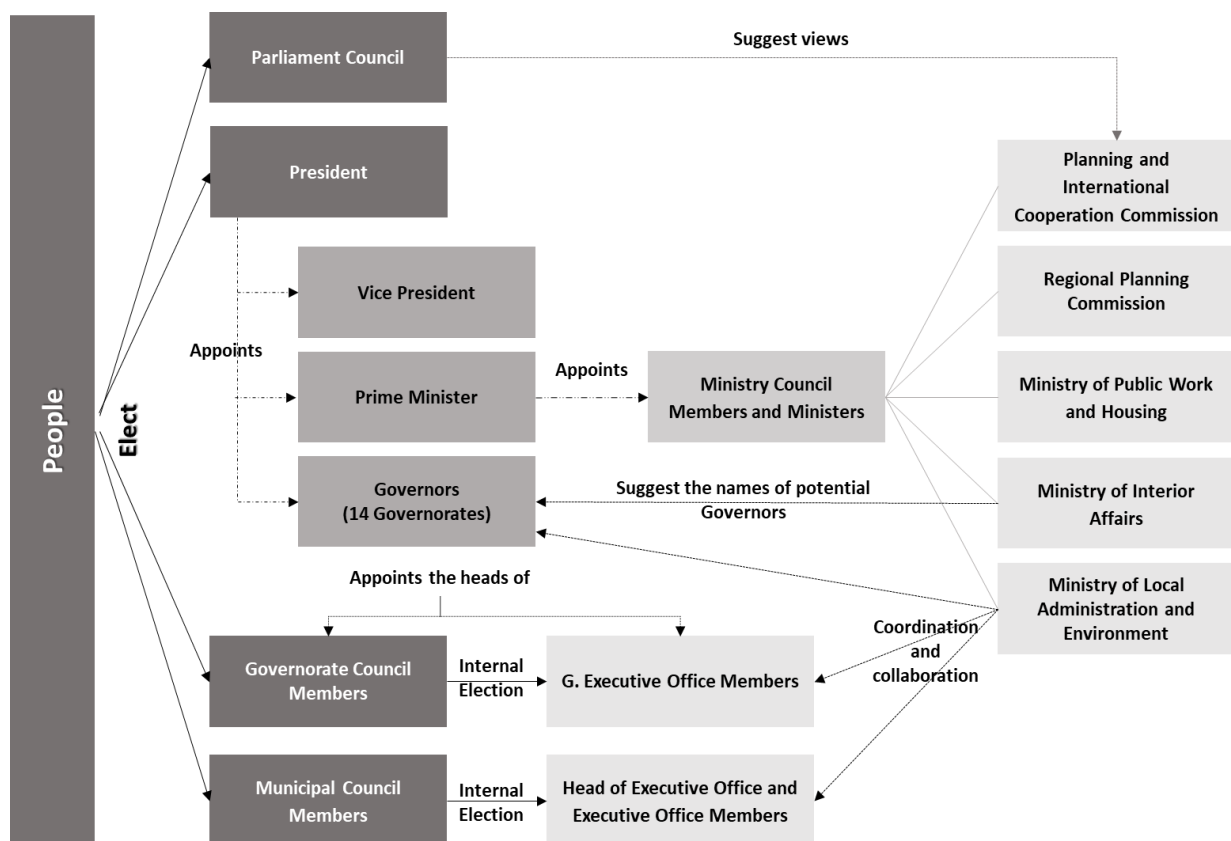 People
Elect
Parliament Council
Suggest views
President
Planning and
International
Cooperation Commission
Vice President
Regional Planning
Commission
Appoints
Prime Minister
Appoints
Ministry Council
Members and Ministers
Ministry of Public Work
and Housing
Governors
(14 Governorates)
Suggest the names of potential
Governors
Ministry of Interior
Affairs
Appoints the heads of
Ministry of Local
Administration and
Environment
Coordination
and
collaboration
Governorate Council
Members
Internal
Election
G. Executive Office Members
Municipal Council
Members
Internal
Election
Head of Executive Office and
Executive Office Members